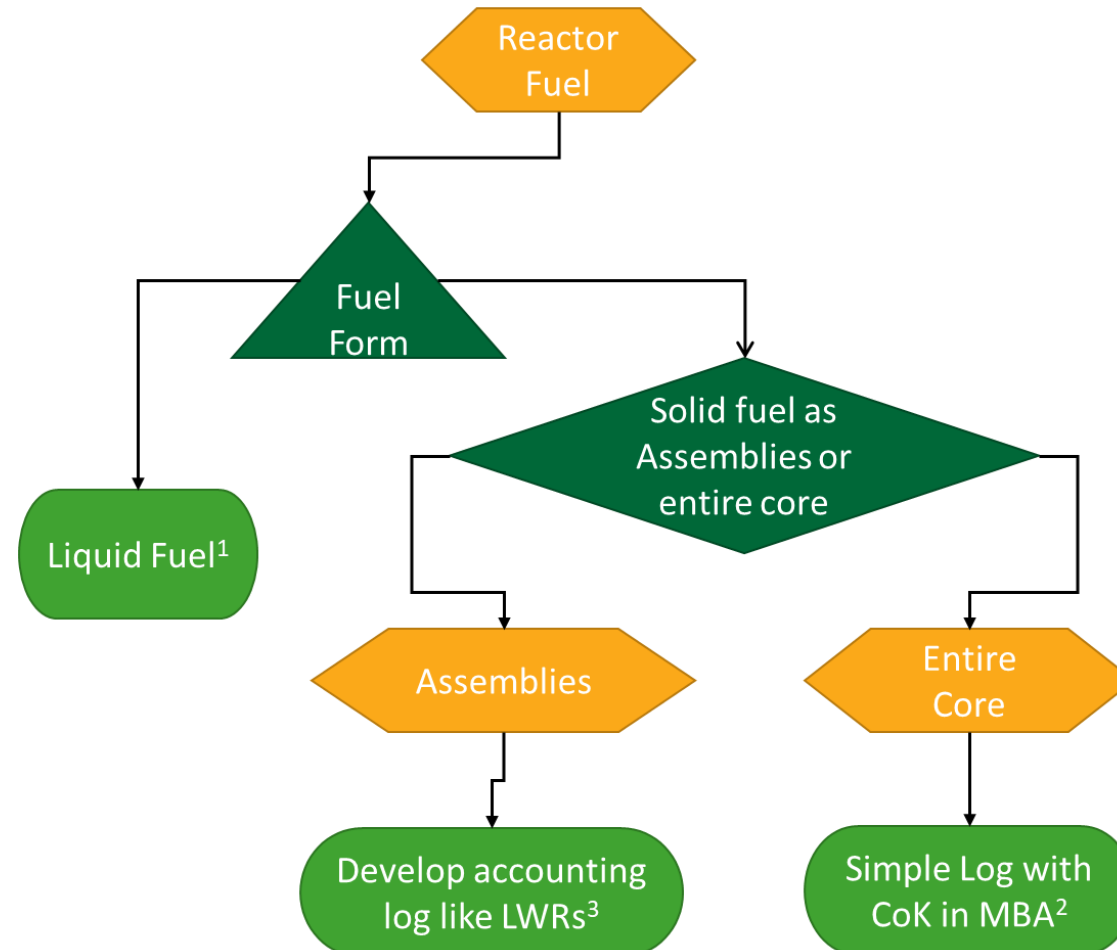 Reactor
Fuel
Fuel
Form
Solid fuel as
Assemblies or
entire core
Liquid Fuel¹
Assemblies
Entire
Core
Develop accounting
log like LWRs³
Simple Log with
CoK in MBA²